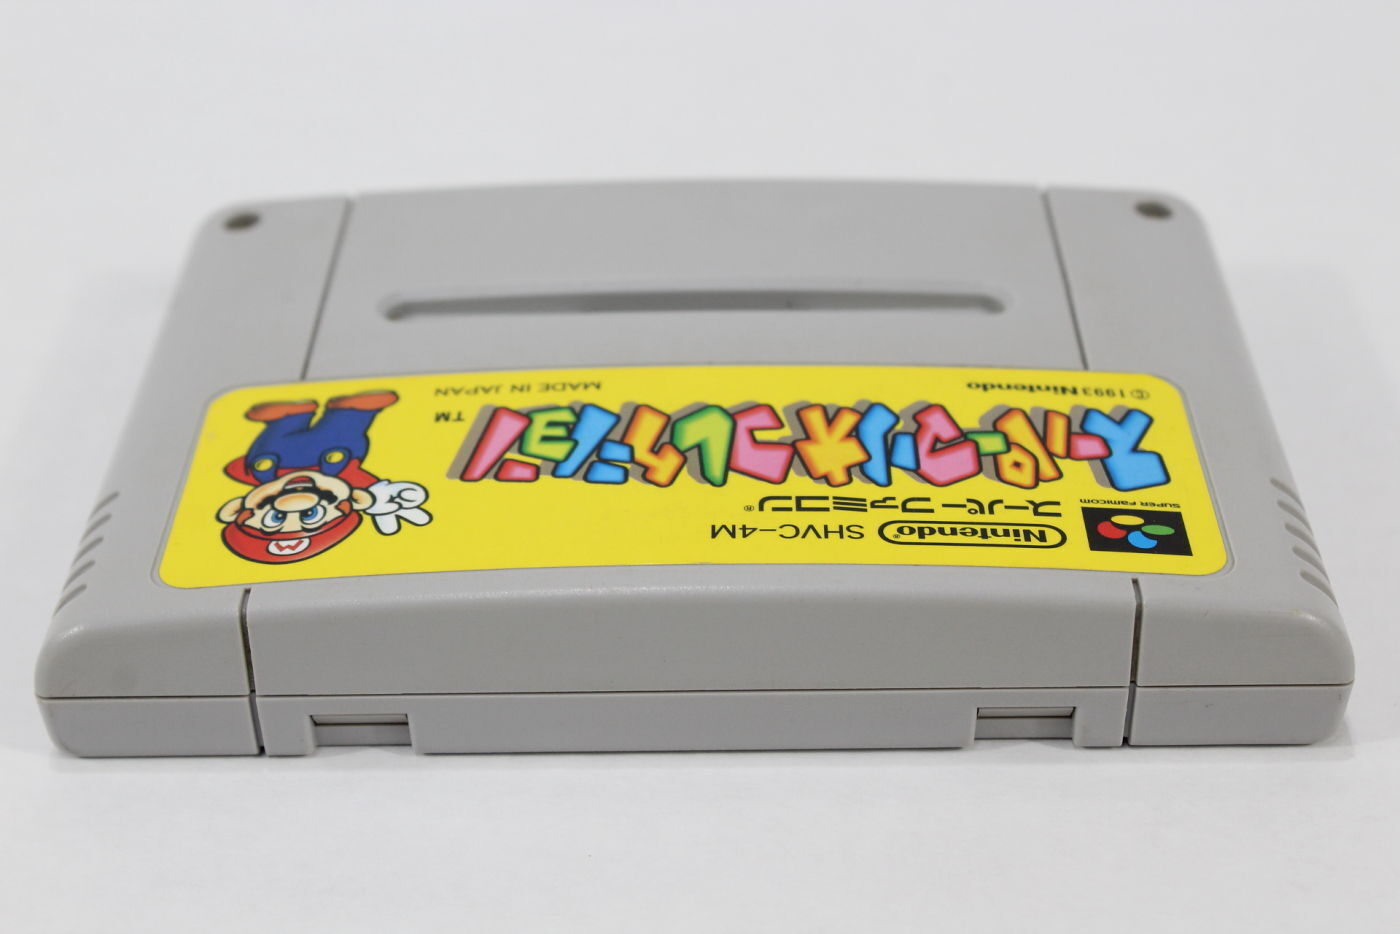 SUPER FAMICOM
Nintendo® SHVC-4M
スーパーファミコン®
スーパーマリオコレクション
TM
© 1993 Nintendo MADE IN JAPAN
M